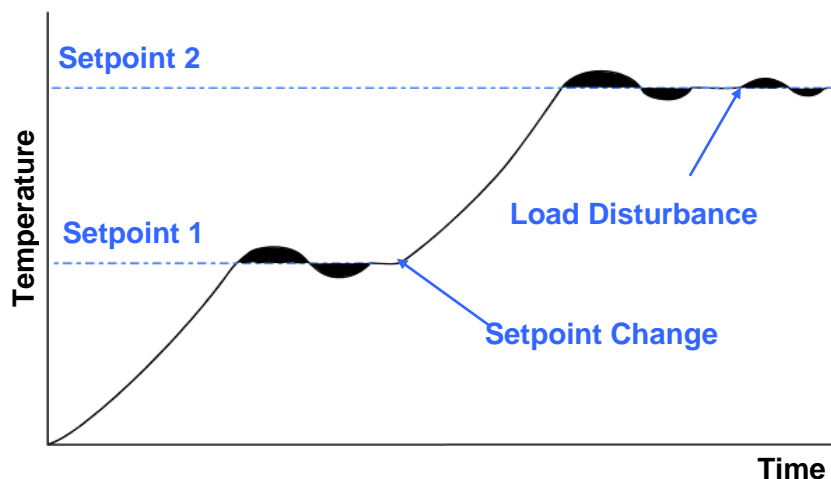 Setpoint 2
Temperature
Load Disturbance
Setpoint 1
Setpoint Change
Time